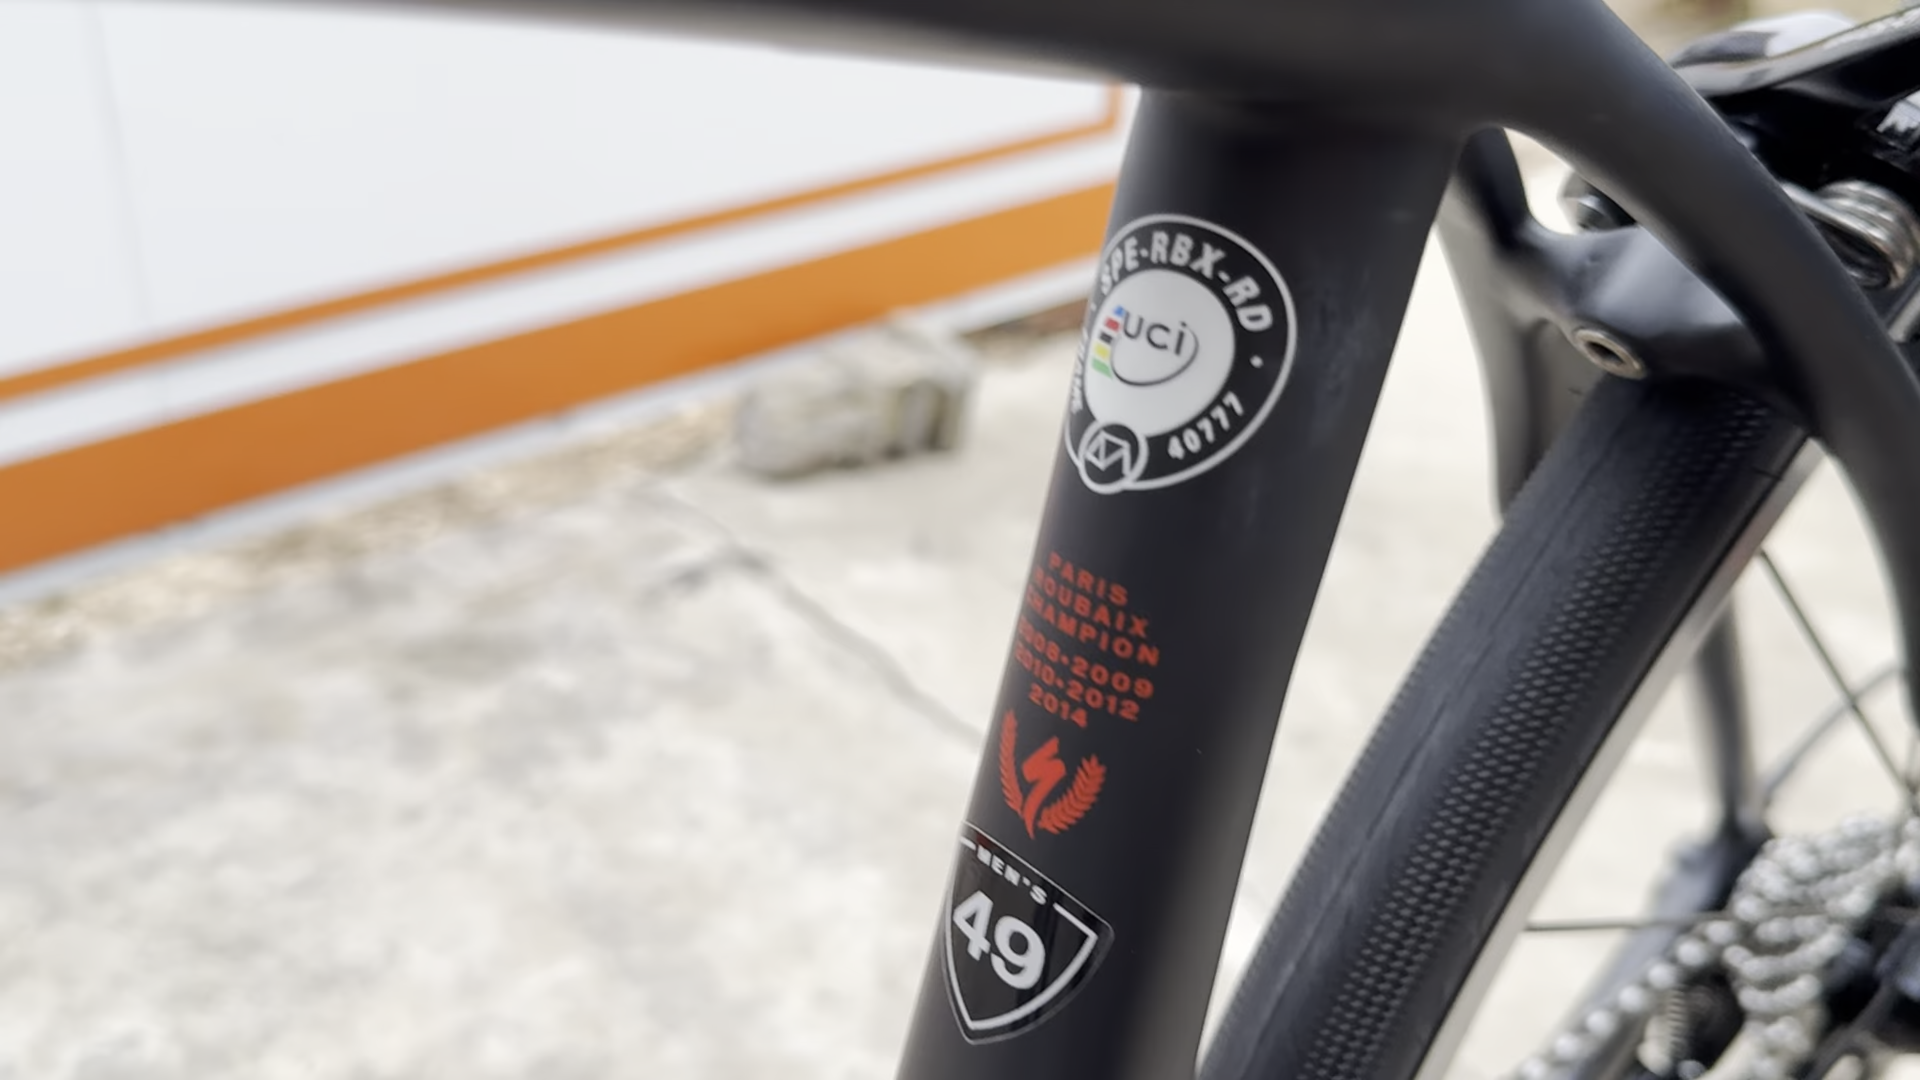 SPE-RBX-RD
UCi
40777
PARIS
ROUBAIX
CHAMPION
2008•2009
2010•2012
2014
MEN'S
49